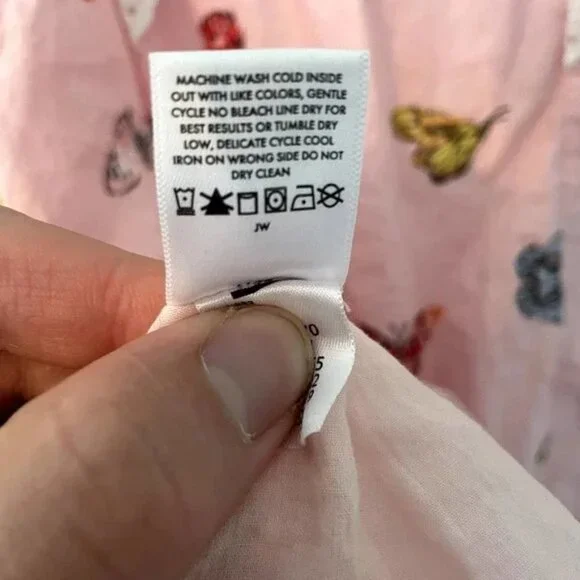 MACHINE WASH COLD INSIDE
OUT WITH LIKE COLORS, GENTLE
CYCLE NO BLEACH LINE DRY FOR
BEST RESULTS OR TUMBLE DRY
LOW, DELICATE CYCLE COOL
IRON ON WRONG SIDE DO NOT
DRY CLEAN
JW